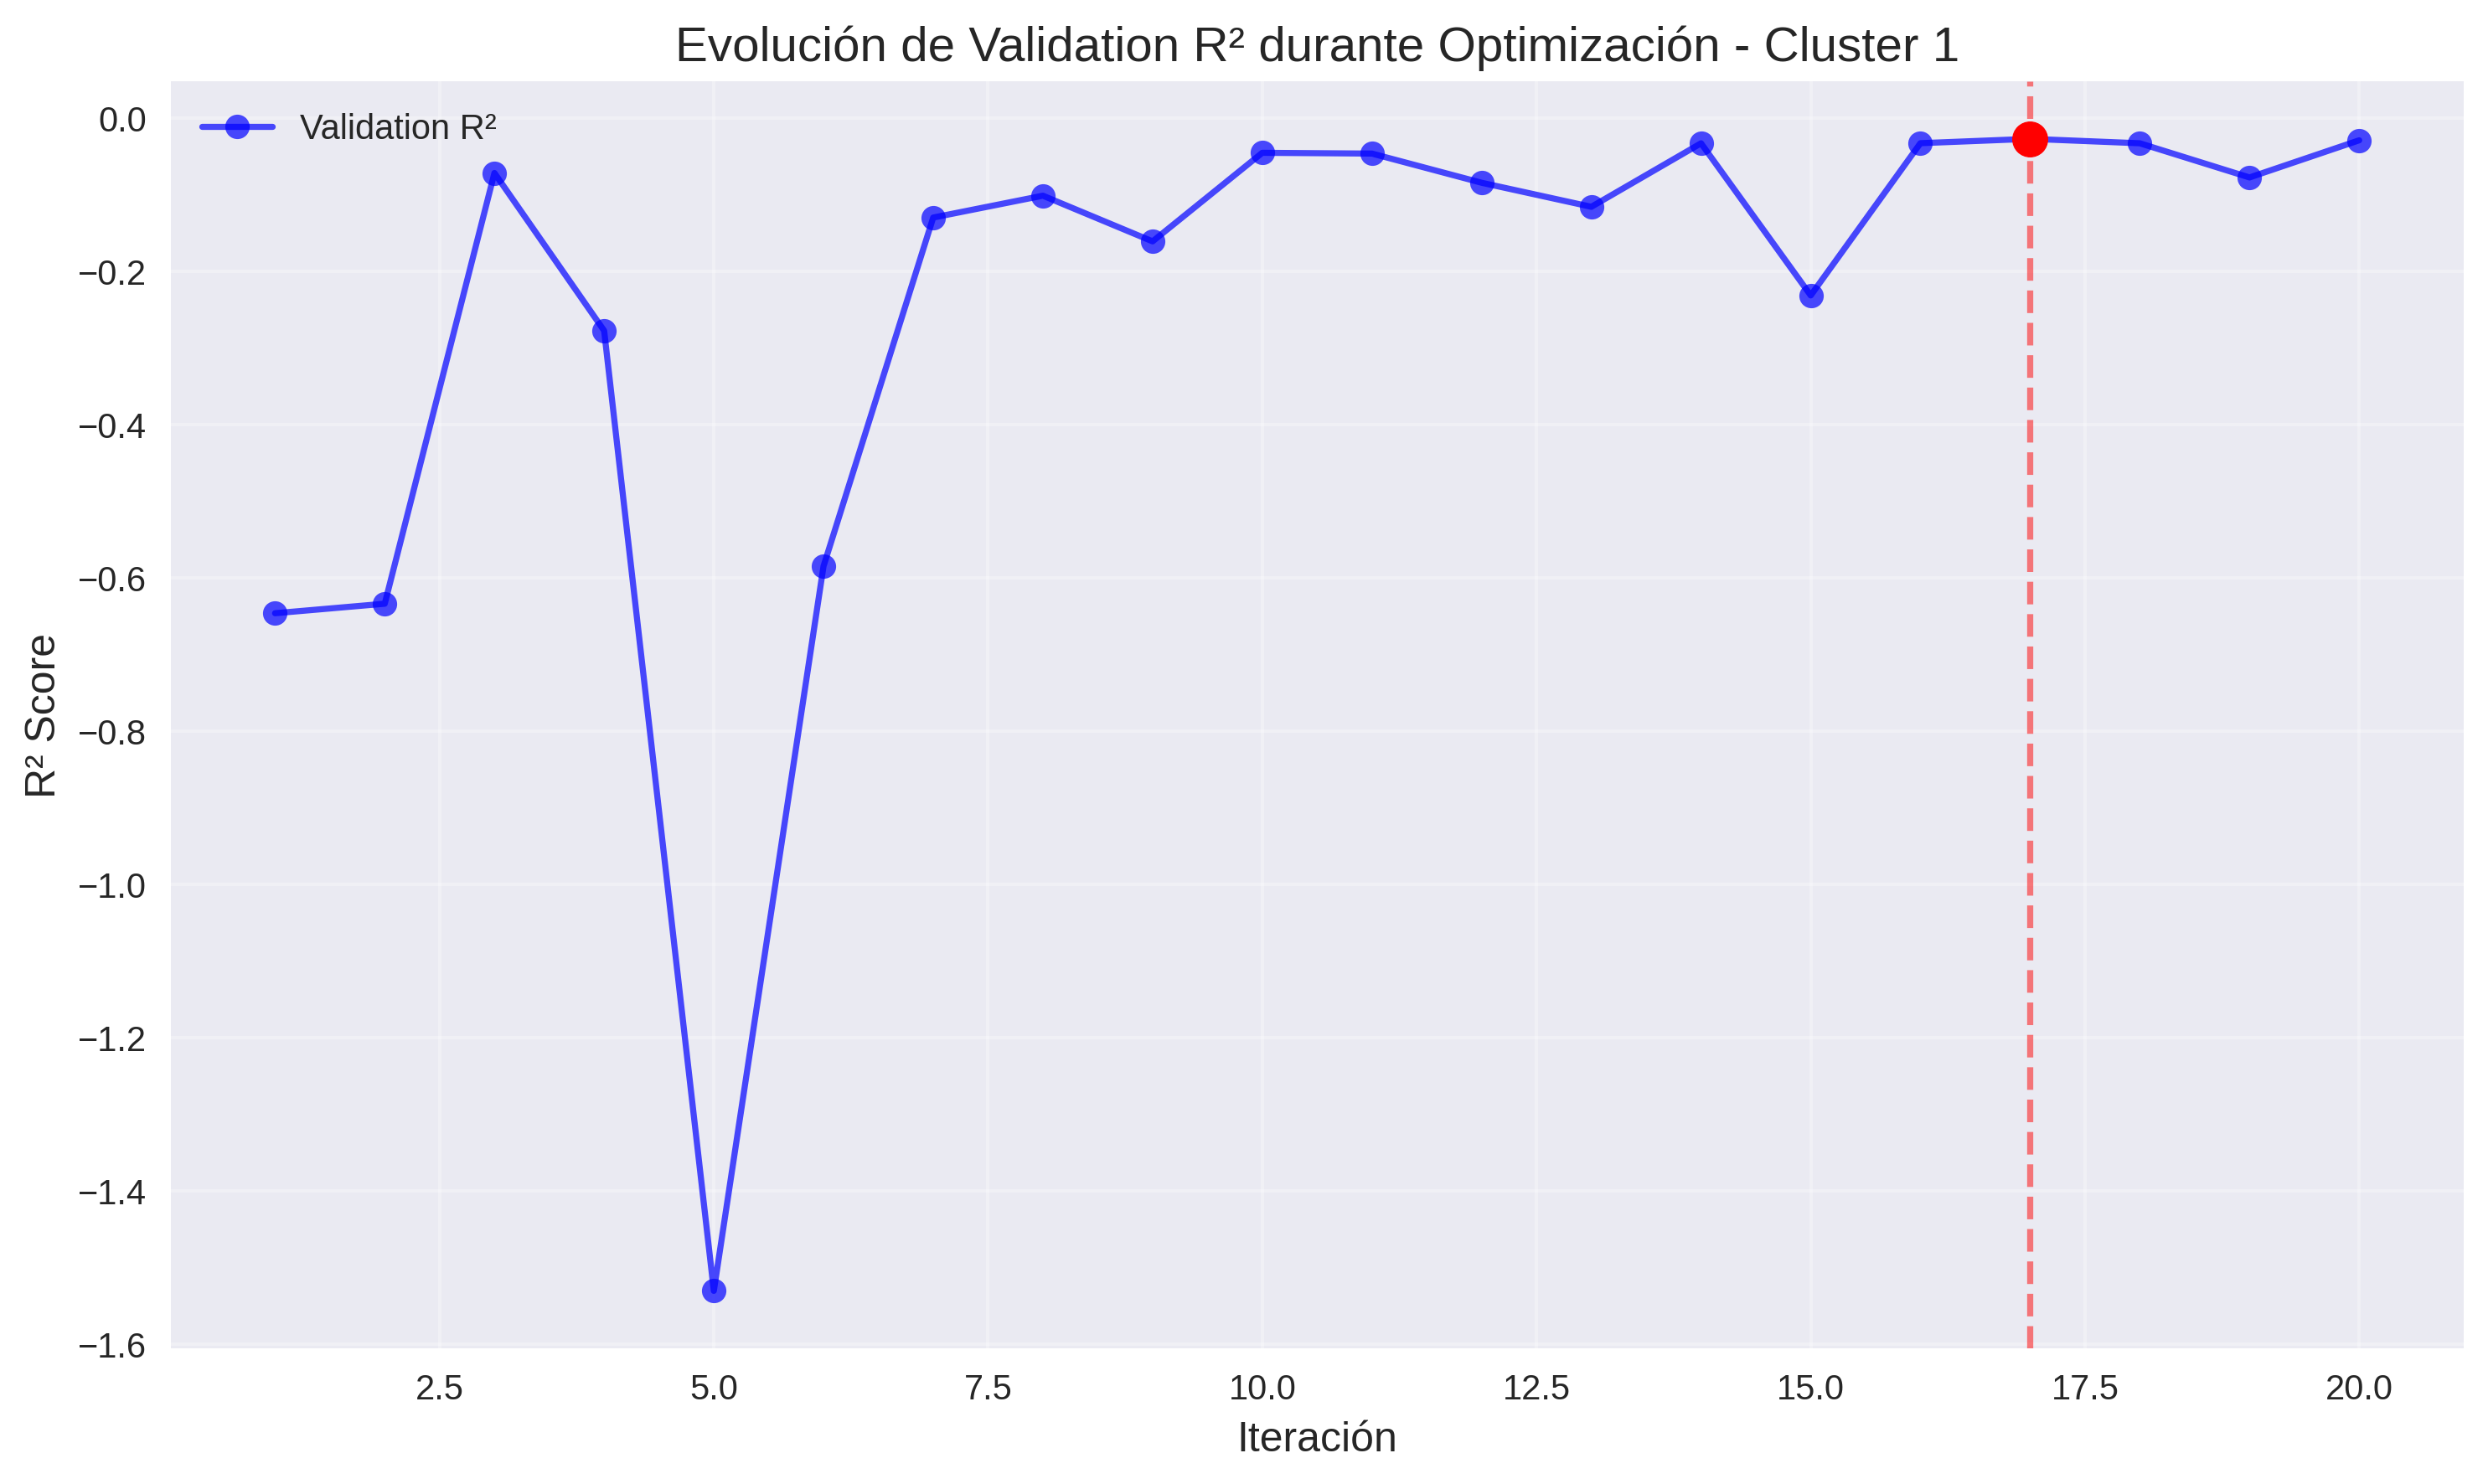 Evolución de Validation R² durante Optimización - Cluster 1
Validation R²
R² Score
0.0
−0.2
−0.4
−0.6
−0.8
−1.0
−1.2
−1.4
−1.6
2.5 5.0 7.5 10.0 12.5 15.0 17.5 20.0
Iteración